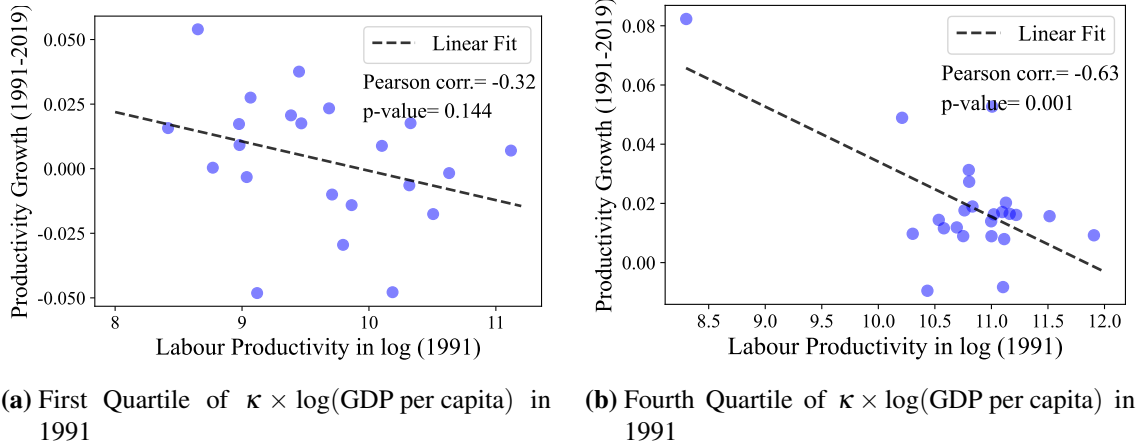 Productivity Growth (1991-2019)
0.050
0.025
0.000
-0.025
-0.050
Linear Fit
Pearson corr.= -0.32
p-value= 0.144
8 9 10 11
Labour Productivity in log (1991)
(a) First Quartile of κ × log(GDP per capita) in
1991
Productivity Growth (1991-2019)
0.08
0.06
0.04
0.02
0.00
Linear Fit
Pearson corr.= -0.63
p-value= 0.001
8.5 9.0 9.5 10.0 10.5 11.0 11.5 12.0
Labour Productivity in log (1991)
(b) Fourth Quartile of κ × log(GDP per capita) in
1991